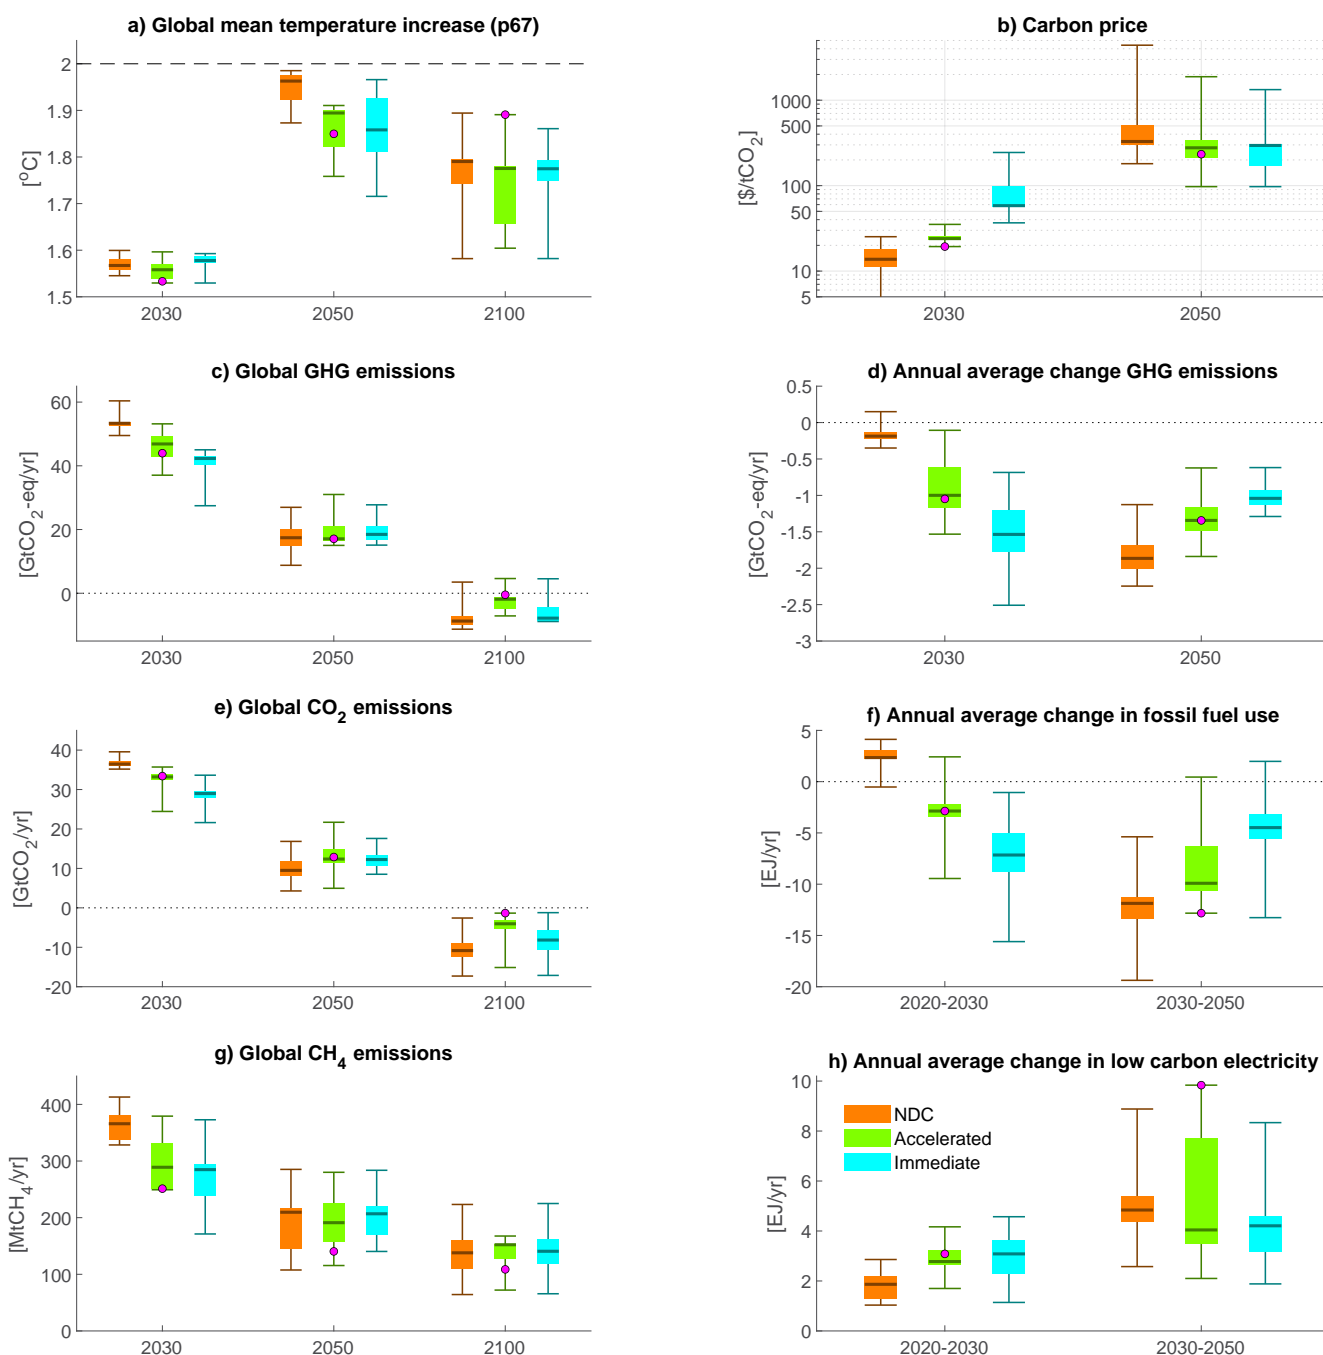 a) Global mean temperature increase (p67)
[°C]
2
1.9
1.8
1.7
1.6
1.5
2030 2050 2100
b) Carbon price
[$/tCO2]
1000
500
100
50
10
5
2030 2050
c) Global GHG emissions
[GtCO2-eq/yr]
60
40
20
0
2030 2050 2100
d) Annual average change GHG emissions
[GtCO2-eq/yr]
0.5
0
-0.5
-1
-1.5
-2
-2.5
-3
2030 2050
e) Global CO2 emissions
[GtCO2/yr]
40
30
20
10
0
-10
-20
2030 2050 2100
f) Annual average change in fossil fuel use
[EJ/yr]
5
0
-5
-10
-15
-20
2020-2030 2030-2050
g) Global CH4 emissions
[MtCH4/yr]
400
300
200
100
0
2030 2050 2100
h) Annual average change in low carbon electricity
[EJ/yr]
10
8
6
4
2
0
NDC
Accelerated
Immediate
2020-2030 2030-2050